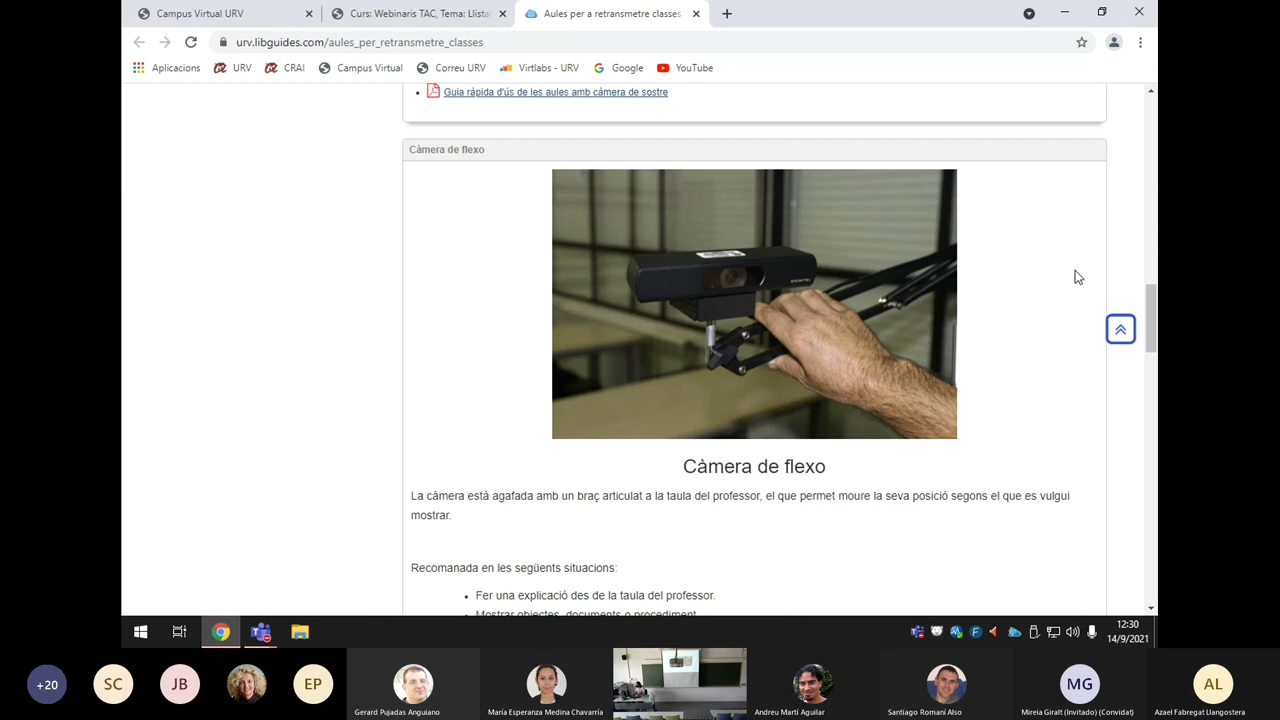 Campus Virtual URV
Curs: Webinaris TAC, Tema: Llista
Aules per a retransmetre classes
urv.libguides.com/aules_per_retransmetre_classes
Aplicacions
URV
CRAI
Campus Virtual
Correu URV
Virtlabs - URV
Google
YouTube
Guia ràpida d'ús de les aules amb càmera de sostre
Càmera de flexo
Càmera de flexo
La càmera està agafada amb un braç articulat a la taula del professor, el que permet moure la seva posició segons el que es vulgui
mostrar.
Recomanada en les següents situacions:
Fer una explicació des de la taula del professor.
Mostrar objectes, documents o procediment
12:30
14/9/2021
+20
SC
JB
EP
MG
AL
Gerard Pujadas Anguiano
María Esperanza Medina Chavarría
Andreu Martí Aguilar
Santiago Romaní Also
Mireia Giralt (Invitado) (Convidat)
Azael Fabregat Llangostera